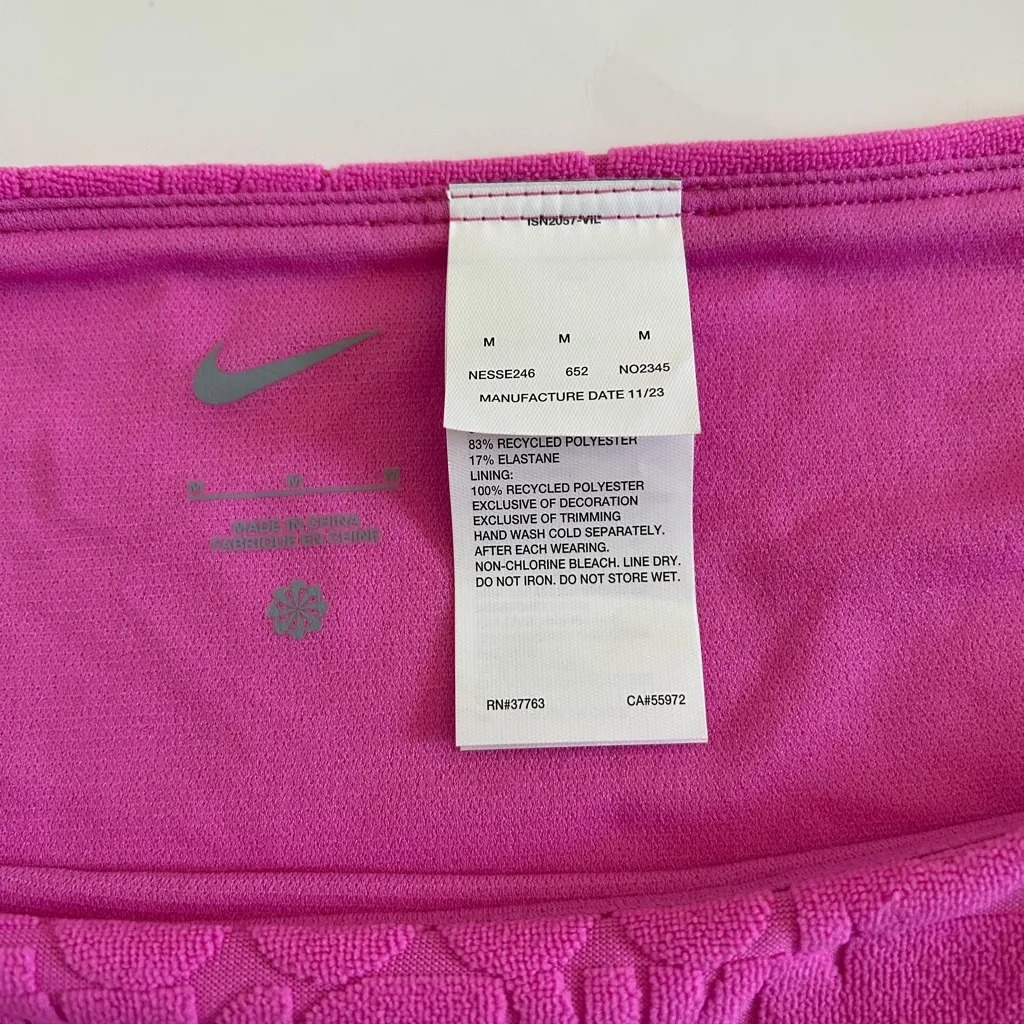 ISN2057-VIL
M M M
NESSE246 652 NO2345
MANUFACTURE DATE 11/23
83% RECYCLED POLYESTER
17% ELASTANE
LINING:
100% RECYCLED POLYESTER
EXCLUSIVE OF DECORATION
EXCLUSIVE OF TRIMMING
HAND WASH COLD SEPARATELY.
AFTER EACH WEARING.
NON-CHLORINE BLEACH. LINE DRY.
DO NOT IRON. DO NOT STORE WET.
RN#37763 CA#55972
M M M
MADE IN CHINA
FABRIQUÉ EN CHINE